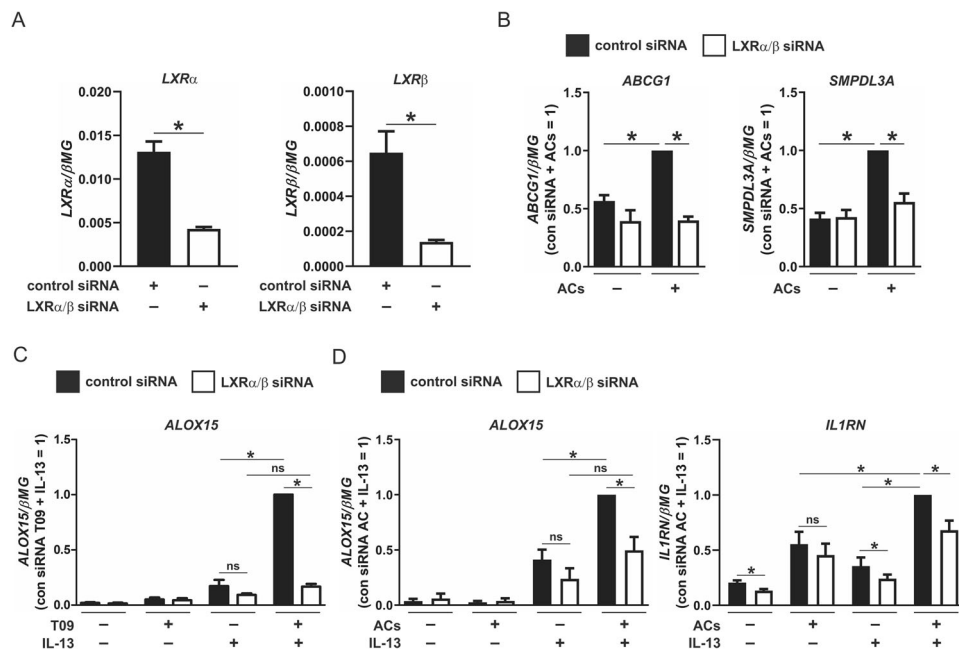 A
LXRα
LXRα/βMG
0.020
0.015
0.010
0.005
0.000
*
control siRNA + –
LXRα/β siRNA – +
LXRβ
LXRβ/βMG
0.0008
0.0006
0.0004
0.0002
0.0000
*
control siRNA + –
LXRα/β siRNA – +
B
control siRNA LXRα/β siRNA
ABCG1
ABCG1/βMG
(con siRNA + ACs = 1)
1.5
1.0
0.5
0.0
* *
ACs – +
SMPDL3A
SMPDL3A/βMG
(con siRNA + ACs = 1)
1.5
1.0
0.5
0.0
* *
ACs – +
C
control siRNA LXRα/β siRNA
ALOX15
ALOX15/βMG
(con siRNA T09 + IL-13 = 1)
1.5
1.0
0.5
0.0
*
ns
*
ns
T09 – + – +
IL-13 – – + +
D
control siRNA LXRα/β siRNA
ALOX15
ALOX15/βMG
(con siRNA AC + IL-13 = 1)
1.5
1.0
0.5
0.0
*
ns
*
ns
ACs – + – +
IL-13 – – + +
IL1RN
IL1RN/βMG
(con siRNA AC + IL-13 = 1)
1.5
1.0
0.5
0.0
* *
*
ns
*
*
ACs – + – +
IL-13 – – + +